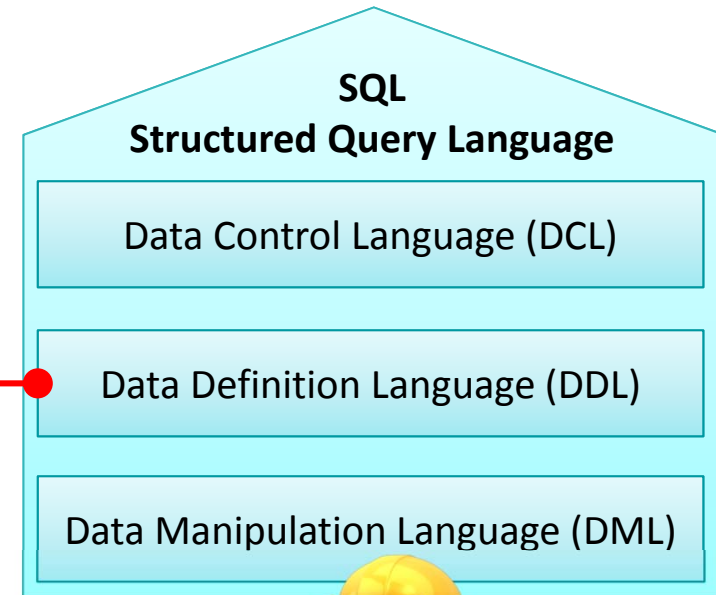 SQL
Structured Query Language
Data Control Language (DCL)
Data Definition Language (DDL)
Data Manipulation Language (DML)